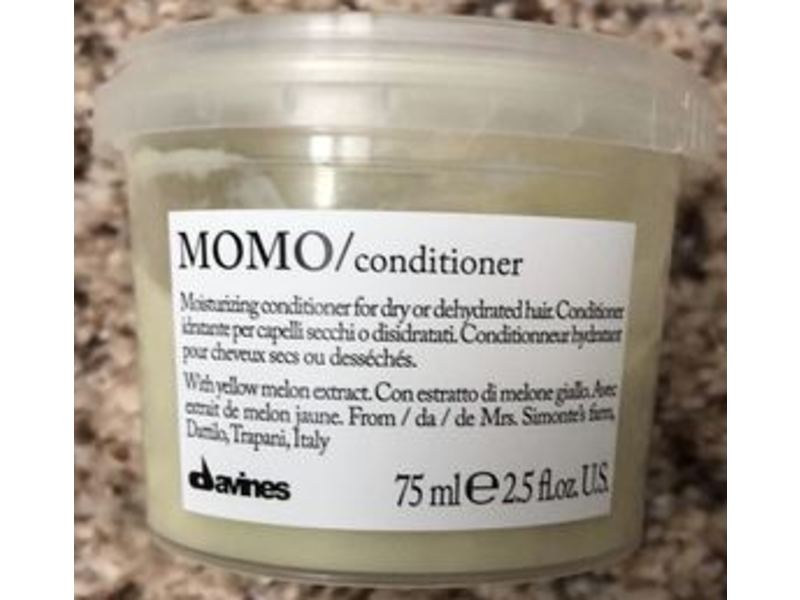 MOMO/conditioner
Moisturizing conditioner for dry or dehydrated hair. Conditioner
idratante per capelli secchi o disidratati. Conditionneur hydratant
pour cheveux secs ou desséchés.
With yellow melon extract. Con estratto di melone giallo. Avec
extrait de melon jaune. From / da / de Mrs. Simonte's farm,
Dattilo, Trapani, Italy
davines 75 ml e 2.5 fl.oz. U.S.